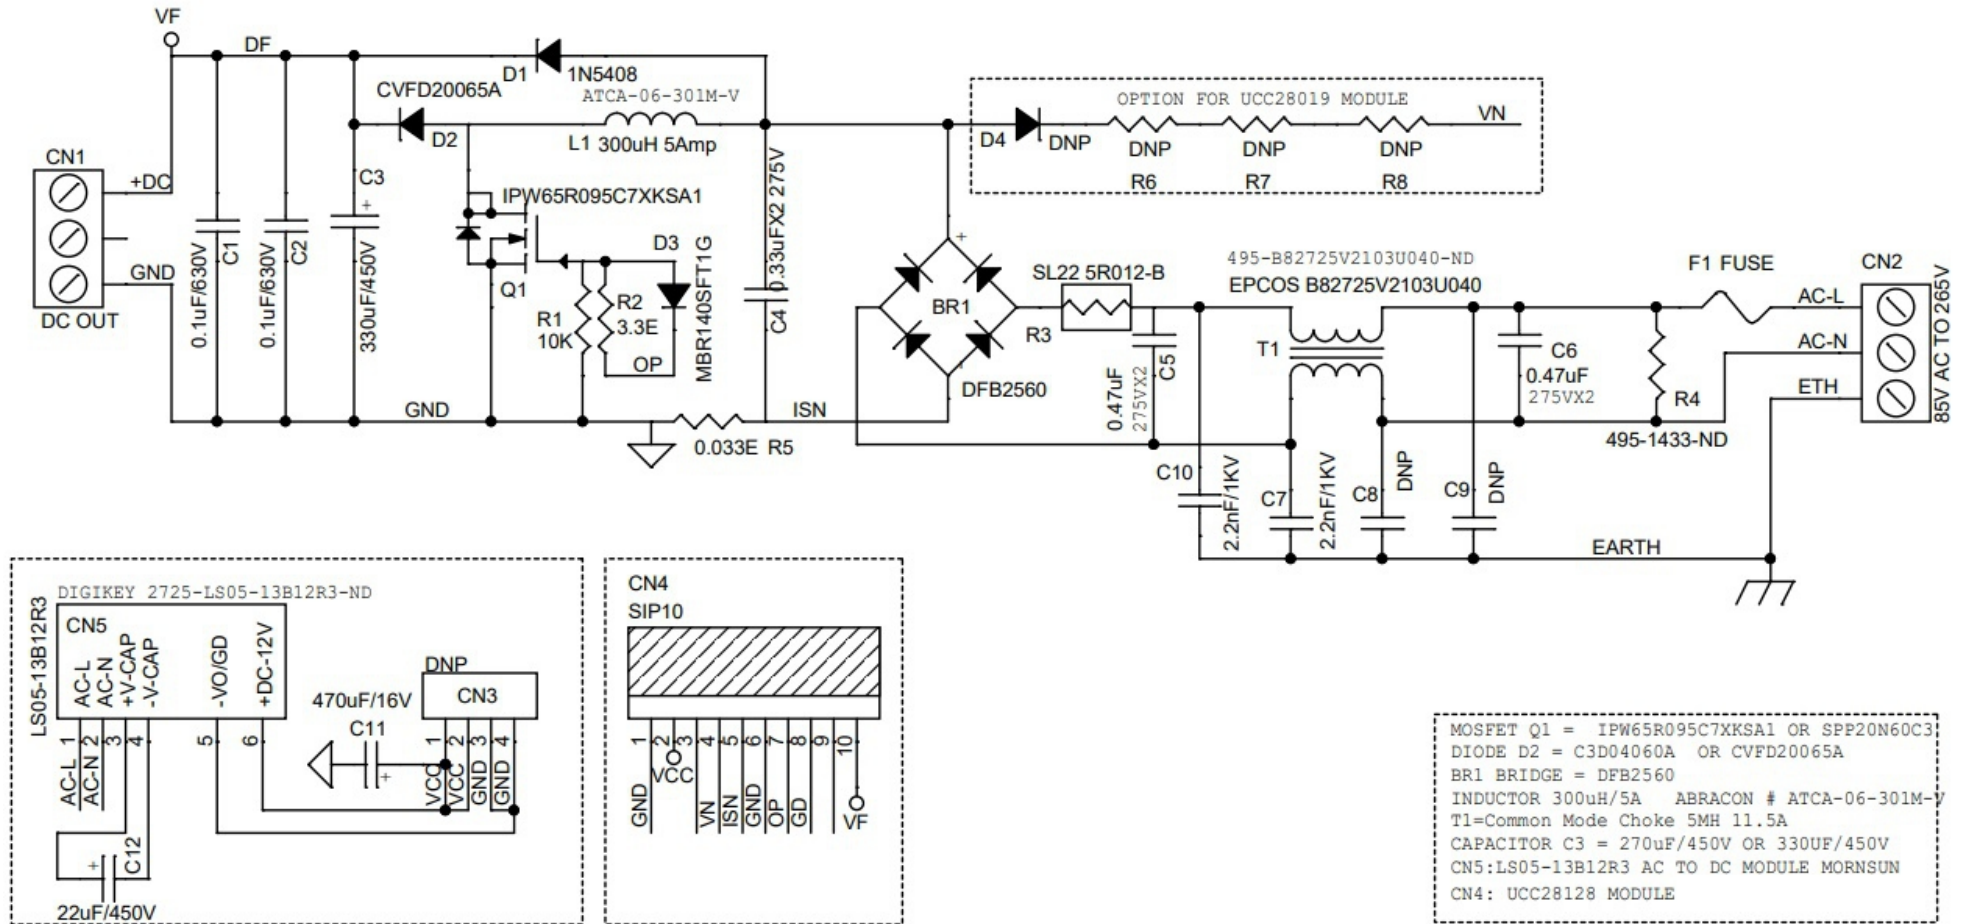 VF
DF
D1
1N5408
CVFD20065A
D2
ATCA-06-301M-V
L1 300uH 5Amp
OPTION FOR UCC28019 MODULE
VN
D4
DNP
DNP
DNP
DNP
R6
R7
R8
CN1
+DC
GND
DC OUT
0.1uF/630V
C1
0.1uF/630V
C2
C3
+
330uF/450V
IPW65R095C7XKSA1
Q1
R1
10K
R2
3.3E
D3
MBR140SFT1G
OP
0.33uFX2 275V
C4
GND
0.033E R5
ISN
+
BR1
-
DFB2560
SL22 5R012-B
R3
0.47uF
275VX2
C5
495-B82725V2103U040-ND
EPCOS B82725V2103U040
T1
F1 FUSE
CN2
AC-L
AC-N
ETH
85V AC TO 265V
C6
0.47uF
275VX2
R4
495-1433-ND
C10
2.2nF/1KV
C7
2.2nF/1KV
C8
DNP
C9
DNP
EARTH
DIGIKEY 2725-LS05-13B12R3-ND
LS05-13B12R3
CN5
AC-L
AC-N
+V-CAP
-V-CAP
-VO/GD
+DC-12V
1
2
3
4
5
6
AC-L
AC-N
+
C12
22uF/450V
470uF/16V
C11
+
DNP
CN3
1
2
3
4
VCC
VCC
GND
GND
CN4
SIP10
1
2
3
4
5
6
7
8
9
10
GND
VCC
VN
ISN
GND
OP
GD
VF
MOSFET Q1 = IPW65R095C7XKSA1 OR SPP20N60C3
DIODE D2 = C3D04060A OR CVFD20065A
BR1 BRIDGE = DFB2560
INDUCTOR 300uH/5A ABRACON # ATCA-06-301M-V
T1=Common Mode Choke 5MH 11.5A
CAPACITOR C3 = 270uF/450V OR 330UF/450V
CN5:LS05-13B12R3 AC TO DC MODULE MORNSUN
CN4: UCC28128 MODULE